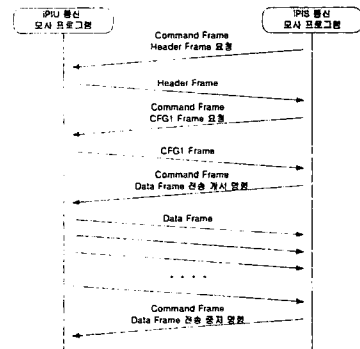 iPIU 통신
모사 프로그램
iPIS 통신
모사 프로그램
Command Frame
Header Frame 요청
Header Frame
Command Frame
CFG1 Frame 요청
CFG1 Frame
Command Frame
Data Frame 전송 개시 명령
Data Frame
. . . .
Command Frame
Data Frame 전송 중지 명령